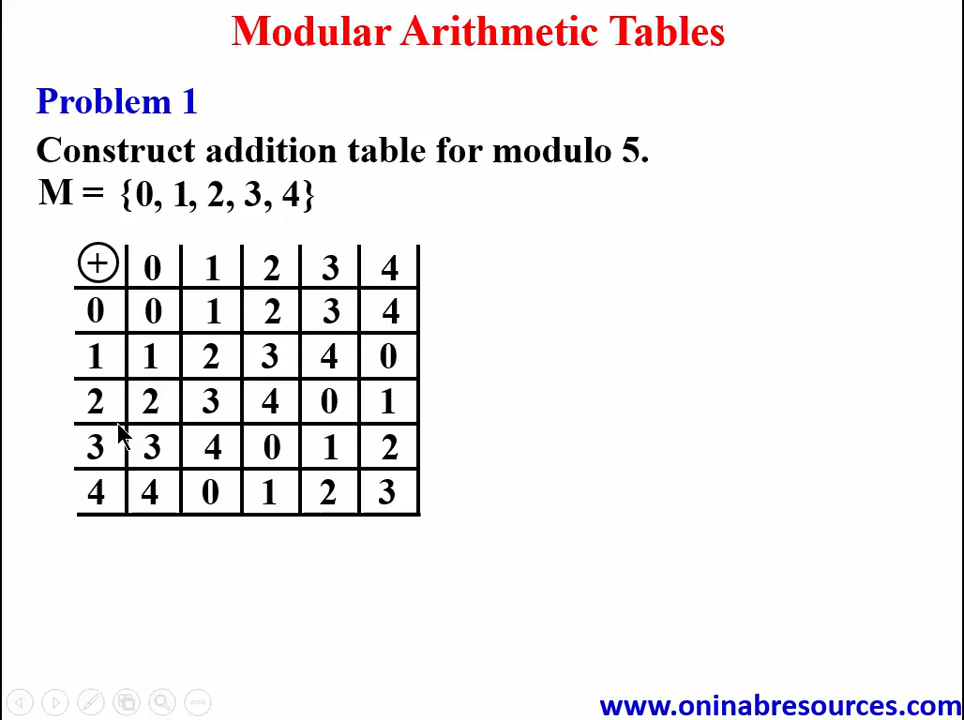 Modular Arithmetic Tables
Problem 1
Construct addition table for modulo 5.
M = {0, 1, 2, 3, 4}
+ 0 1 2 3 4
0 0 1 2 3 4
1 1 2 3 4 0
2 2 3 4 0 1
3 3 4 0 1 2
4 4 0 1 2 3
www.oninabresources.com